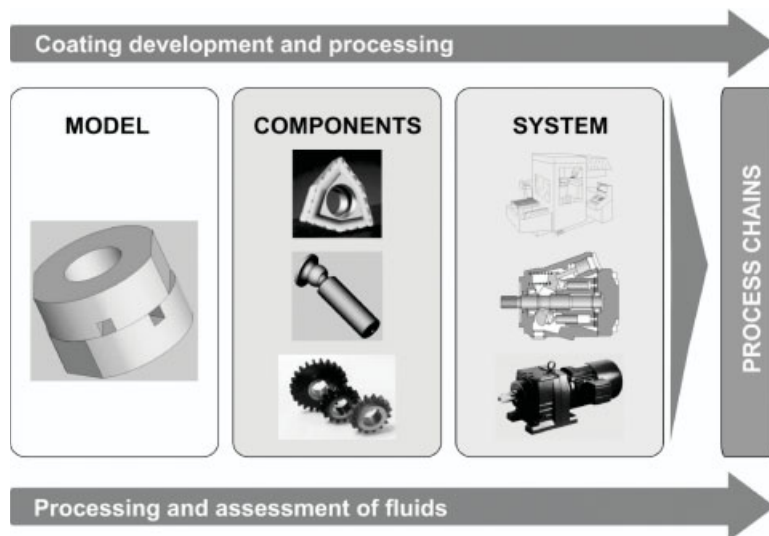 Coating development and processing
MODEL
COMPONENTS
SYSTEM
PROCESS CHAINS
Processing and assessment of fluids